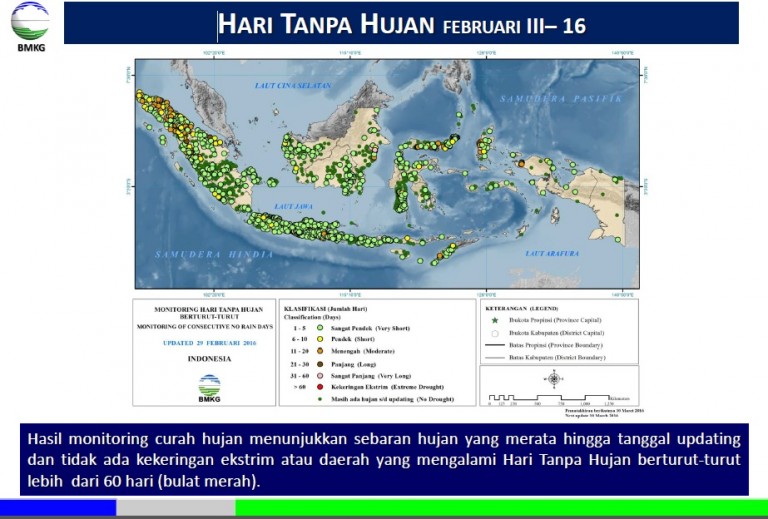 HARI TANPA HUJAN FEBRUARI III– 16
BMKG
LAUT CINA SELATAN
SAMUDERA PASIFIK
LAUT JAWA
SAMUDERA HINDIA
LAUT ARAFURA
MONITORING HARI TANPA HUJAN
BERTURUT-TURUT
MONITORING OF CONSECUTIVE NO RAIN DAYS
UPDATED 29 FEBRUARI 2016
INDONESIA
BMKG
KLASIFIKASI (Jumlah Hari)
Classification (Days)
1 - 5 Sangat Pendek (Very Short)
6 - 10 Pendek (Short)
11 - 20 Menengah (Moderate)
21 - 30 Panjang (Long)
31 - 60 Sangat Panjang (Very Long)
> 60 Kekeringan Ekstrim (Extreme Drought)
Masih ada hujan s/d updating (No Drought)
KETERANGAN (LEGEND)
Ibukota Propinsi (Province Capital)
Ibukota Kabupaten (District Capital)
Batas Propinsi (Province Boundary)
Batas Kabupaten (District Boundary)
Hasil monitoring curah hujan menunjukkan sebaran hujan yang merata hingga tanggal updating
dan tidak ada kekeringan ekstrim atau daerah yang mengalami Hari Tanpa Hujan berturut-turut
lebih dari 60 hari (bulat merah).